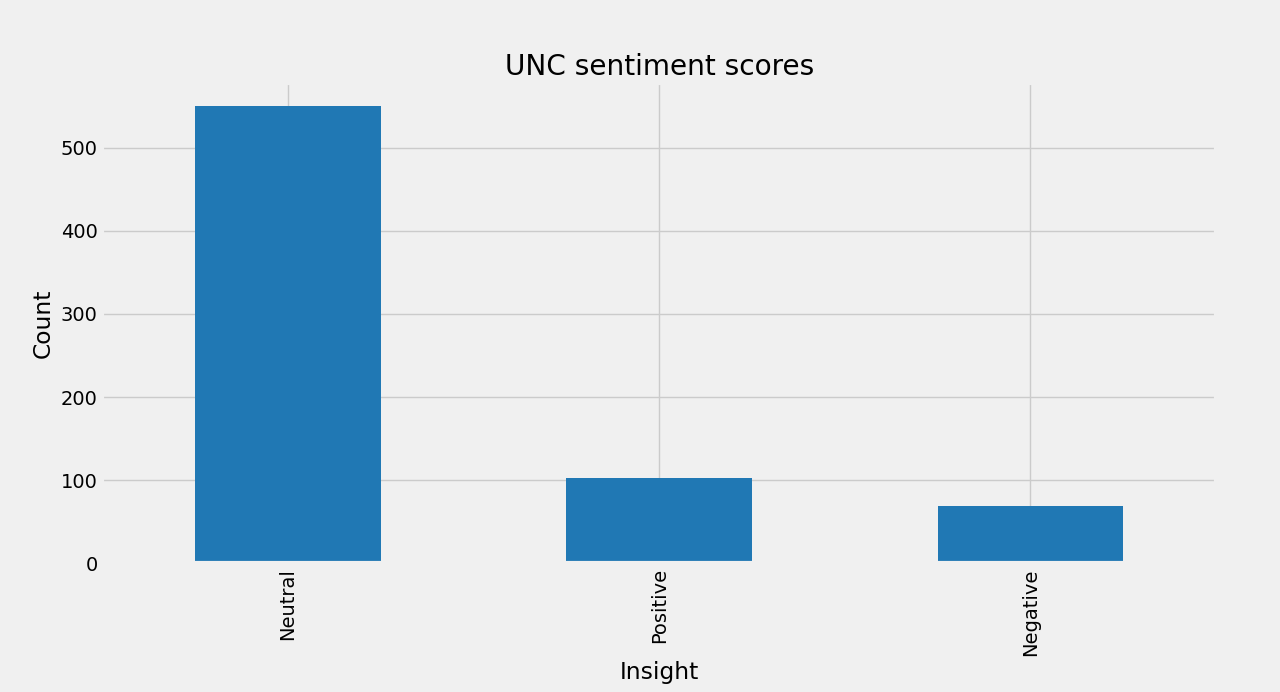 UNC sentiment scores
Count
500
400
300
200
100
0
Neutral
Positive
Negative
Insight